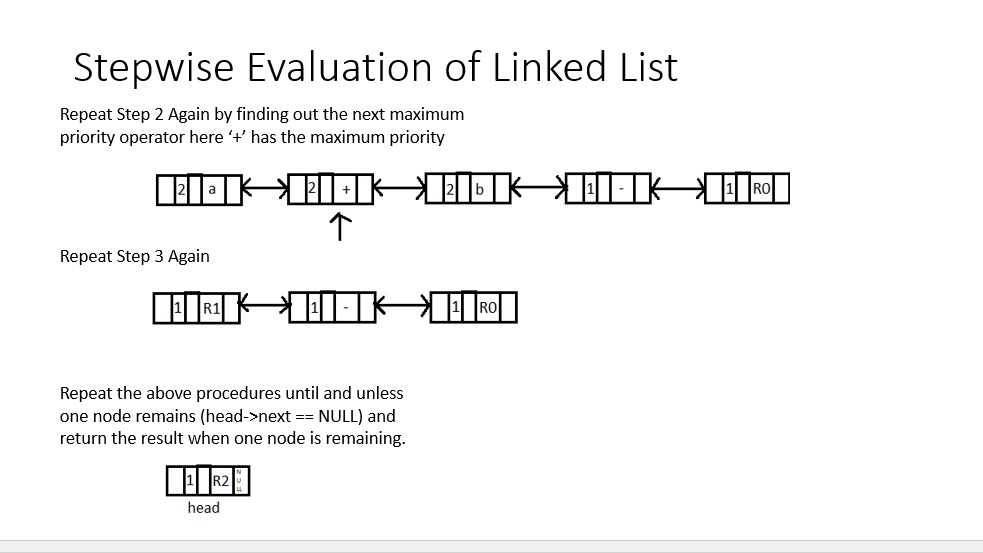 Stepwise Evaluation of Linked List
Repeat Step 2 Again by finding out the next maximum
priority operator here ‘+’ has the maximum priority
2 a 2 + 2 b 1 - 1 R0
Repeat Step 3 Again
1 R1 1 - 1 R0
Repeat the above procedures until and unless
one node remains (head->next == NULL) and
return the result when one node is remaining.
1 R2 NULL
head